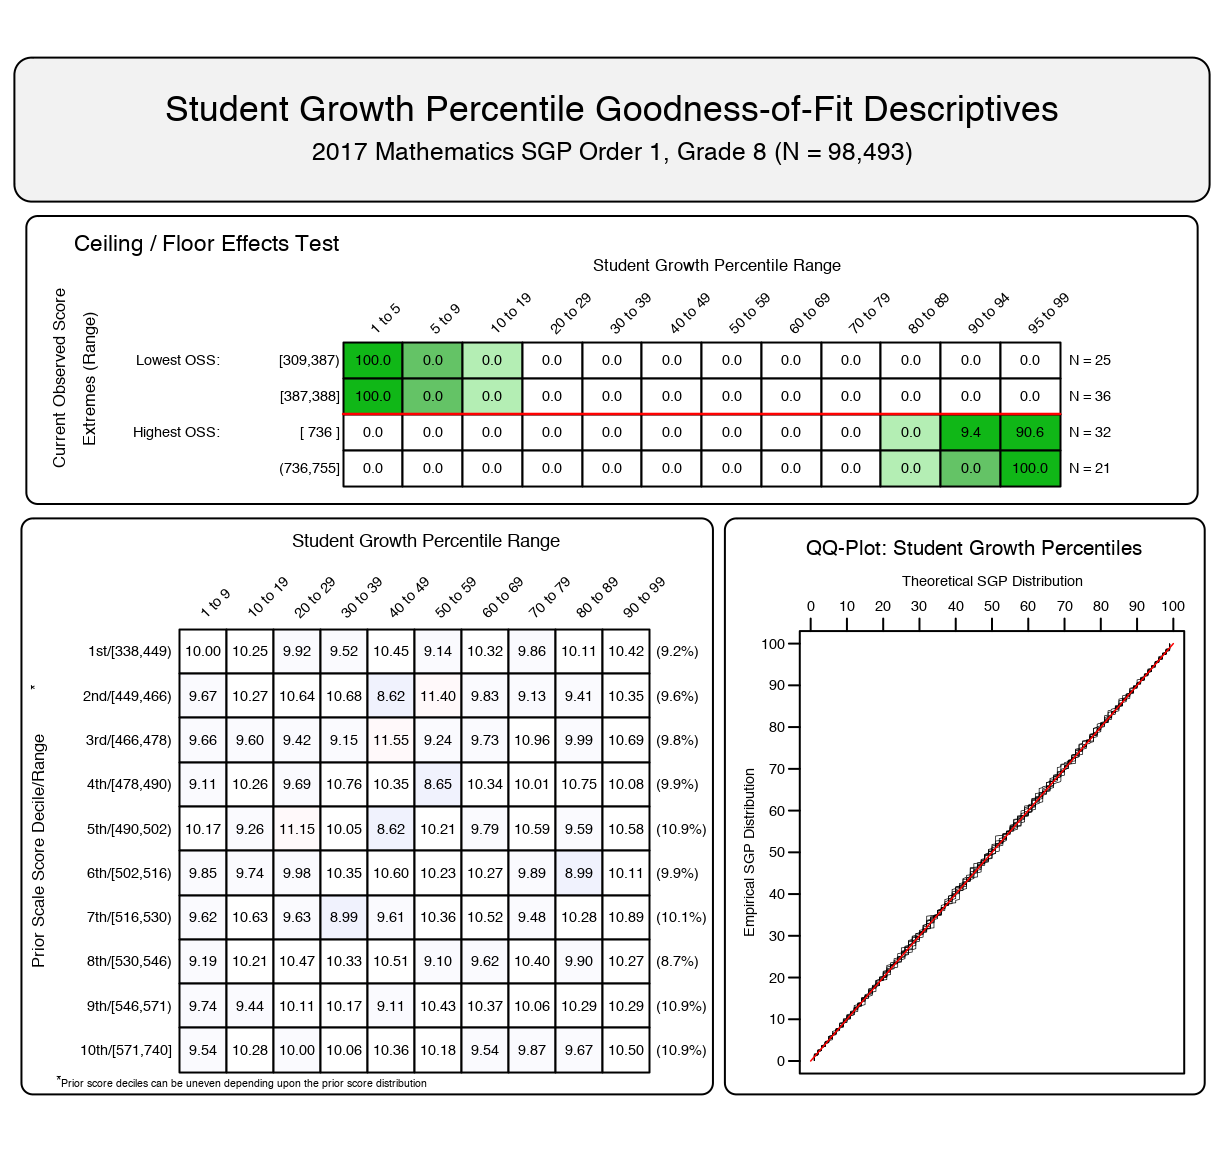 Student Growth Percentile Goodness-of-Fit Descriptives
2017 Mathematics SGP Order 1, Grade 8 (N = 98,493)
Ceiling / Floor Effects Test
Student Growth Percentile Range
1 to 5 5 to 9 10 to 19 20 to 29 30 to 39 40 to 49 50 to 59 60 to 69 70 to 79 80 to 89 90 to 94 95 to 99
Current Observed Score
Extremes (Range)
Lowest OSS: [309,387) 100.0 0.0 0.0 0.0 0.0 0.0 0.0 0.0 0.0 0.0 0.0 0.0 N = 25
[387,388] 100.0 0.0 0.0 0.0 0.0 0.0 0.0 0.0 0.0 0.0 0.0 0.0 N = 36
Highest OSS: [ 736 ] 0.0 0.0 0.0 0.0 0.0 0.0 0.0 0.0 0.0 0.0 9.4 90.6 N = 32
(736,755] 0.0 0.0 0.0 0.0 0.0 0.0 0.0 0.0 0.0 0.0 0.0 100.0 N = 21
Student Growth Percentile Range
1 to 9 10 to 19 20 to 29 30 to 39 40 to 49 50 to 59 60 to 69 70 to 79 80 to 89 90 to 99
Prior Scale Score Decile/Range *
1st/[338,449) 10.00 10.25 9.92 9.52 10.45 9.14 10.32 9.86 10.11 10.42 (9.2%)
2nd/[449,466) 9.67 10.27 10.64 10.68 8.62 11.40 9.83 9.13 9.41 10.35 (9.6%)
3rd/[466,478) 9.66 9.60 9.42 9.15 11.55 9.24 9.73 10.96 9.99 10.69 (9.8%)
4th/[478,490) 9.11 10.26 9.69 10.76 10.35 8.65 10.34 10.01 10.75 10.08 (9.9%)
5th/[490,502) 10.17 9.26 11.15 10.05 8.62 10.21 9.79 10.59 9.59 10.58 (10.9%)
6th/[502,516) 9.85 9.74 9.98 10.35 10.60 10.23 10.27 9.89 8.99 10.11 (9.9%)
7th/[516,530) 9.62 10.63 9.63 8.99 9.61 10.36 10.52 9.48 10.28 10.89 (10.1%)
8th/[530,546) 9.19 10.21 10.47 10.33 10.51 9.10 9.62 10.40 9.90 10.27 (8.7%)
9th/[546,571) 9.74 9.44 10.11 10.17 9.11 10.43 10.37 10.06 10.29 10.29 (10.9%)
10th/[571,740] 9.54 10.28 10.00 10.06 10.36 10.18 9.54 9.87 9.67 10.50 (10.9%)
*Prior score deciles can be uneven depending upon the prior score distribution
QQ-Plot: Student Growth Percentiles
Theoretical SGP Distribution
0 10 20 30 40 50 60 70 80 90 100
Empirical SGP Distribution
100
90
80
70
60
50
40
30
20
10
0